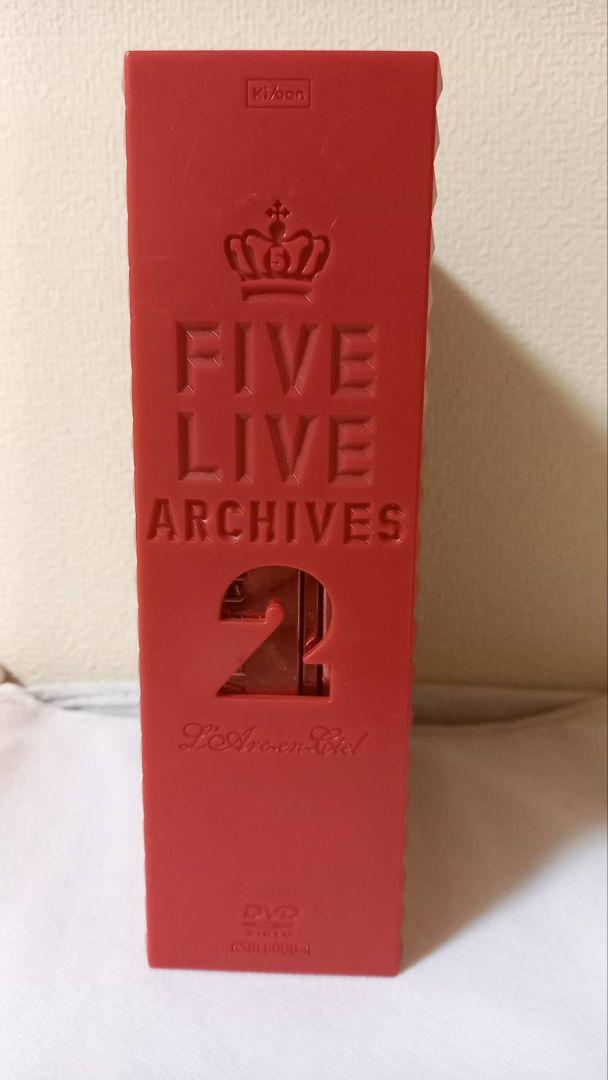 Ki/oon
5
FIVE
LIVE
ARCHIVES
2
L'Arc~en~Ciel
DVD
VIDEO